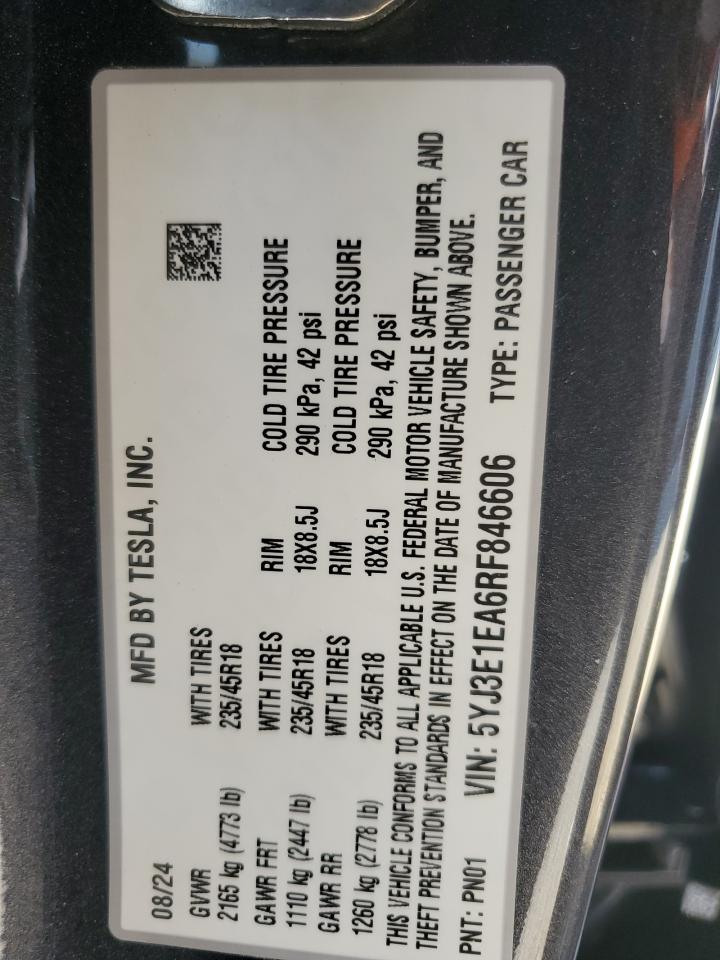 MFD BY TESLA, INC.
08/24
GVWR WITH TIRES
2165 kg (4773 lb) 235/45R18
GAWR FRT WITH TIRES RIM COLD TIRE PRESSURE
1110 kg (2447 lb) 235/45R18 18X8.5J 290 kPa, 42 psi
GAWR RR WITH TIRES RIM COLD TIRE PRESSURE
1260 kg (2778 lb) 235/45R18 18X8.5J 290 kPa, 42 psi
THIS VEHICLE CONFORMS TO ALL APPLICABLE U.S. FEDERAL MOTOR VEHICLE SAFETY, BUMPER, AND
THEFT PREVENTION STANDARDS IN EFFECT ON THE DATE OF MANUFACTURE SHOWN ABOVE.
PNT: PN01 VIN: 5YJ3E1EA6RF846606 TYPE: PASSENGER CAR